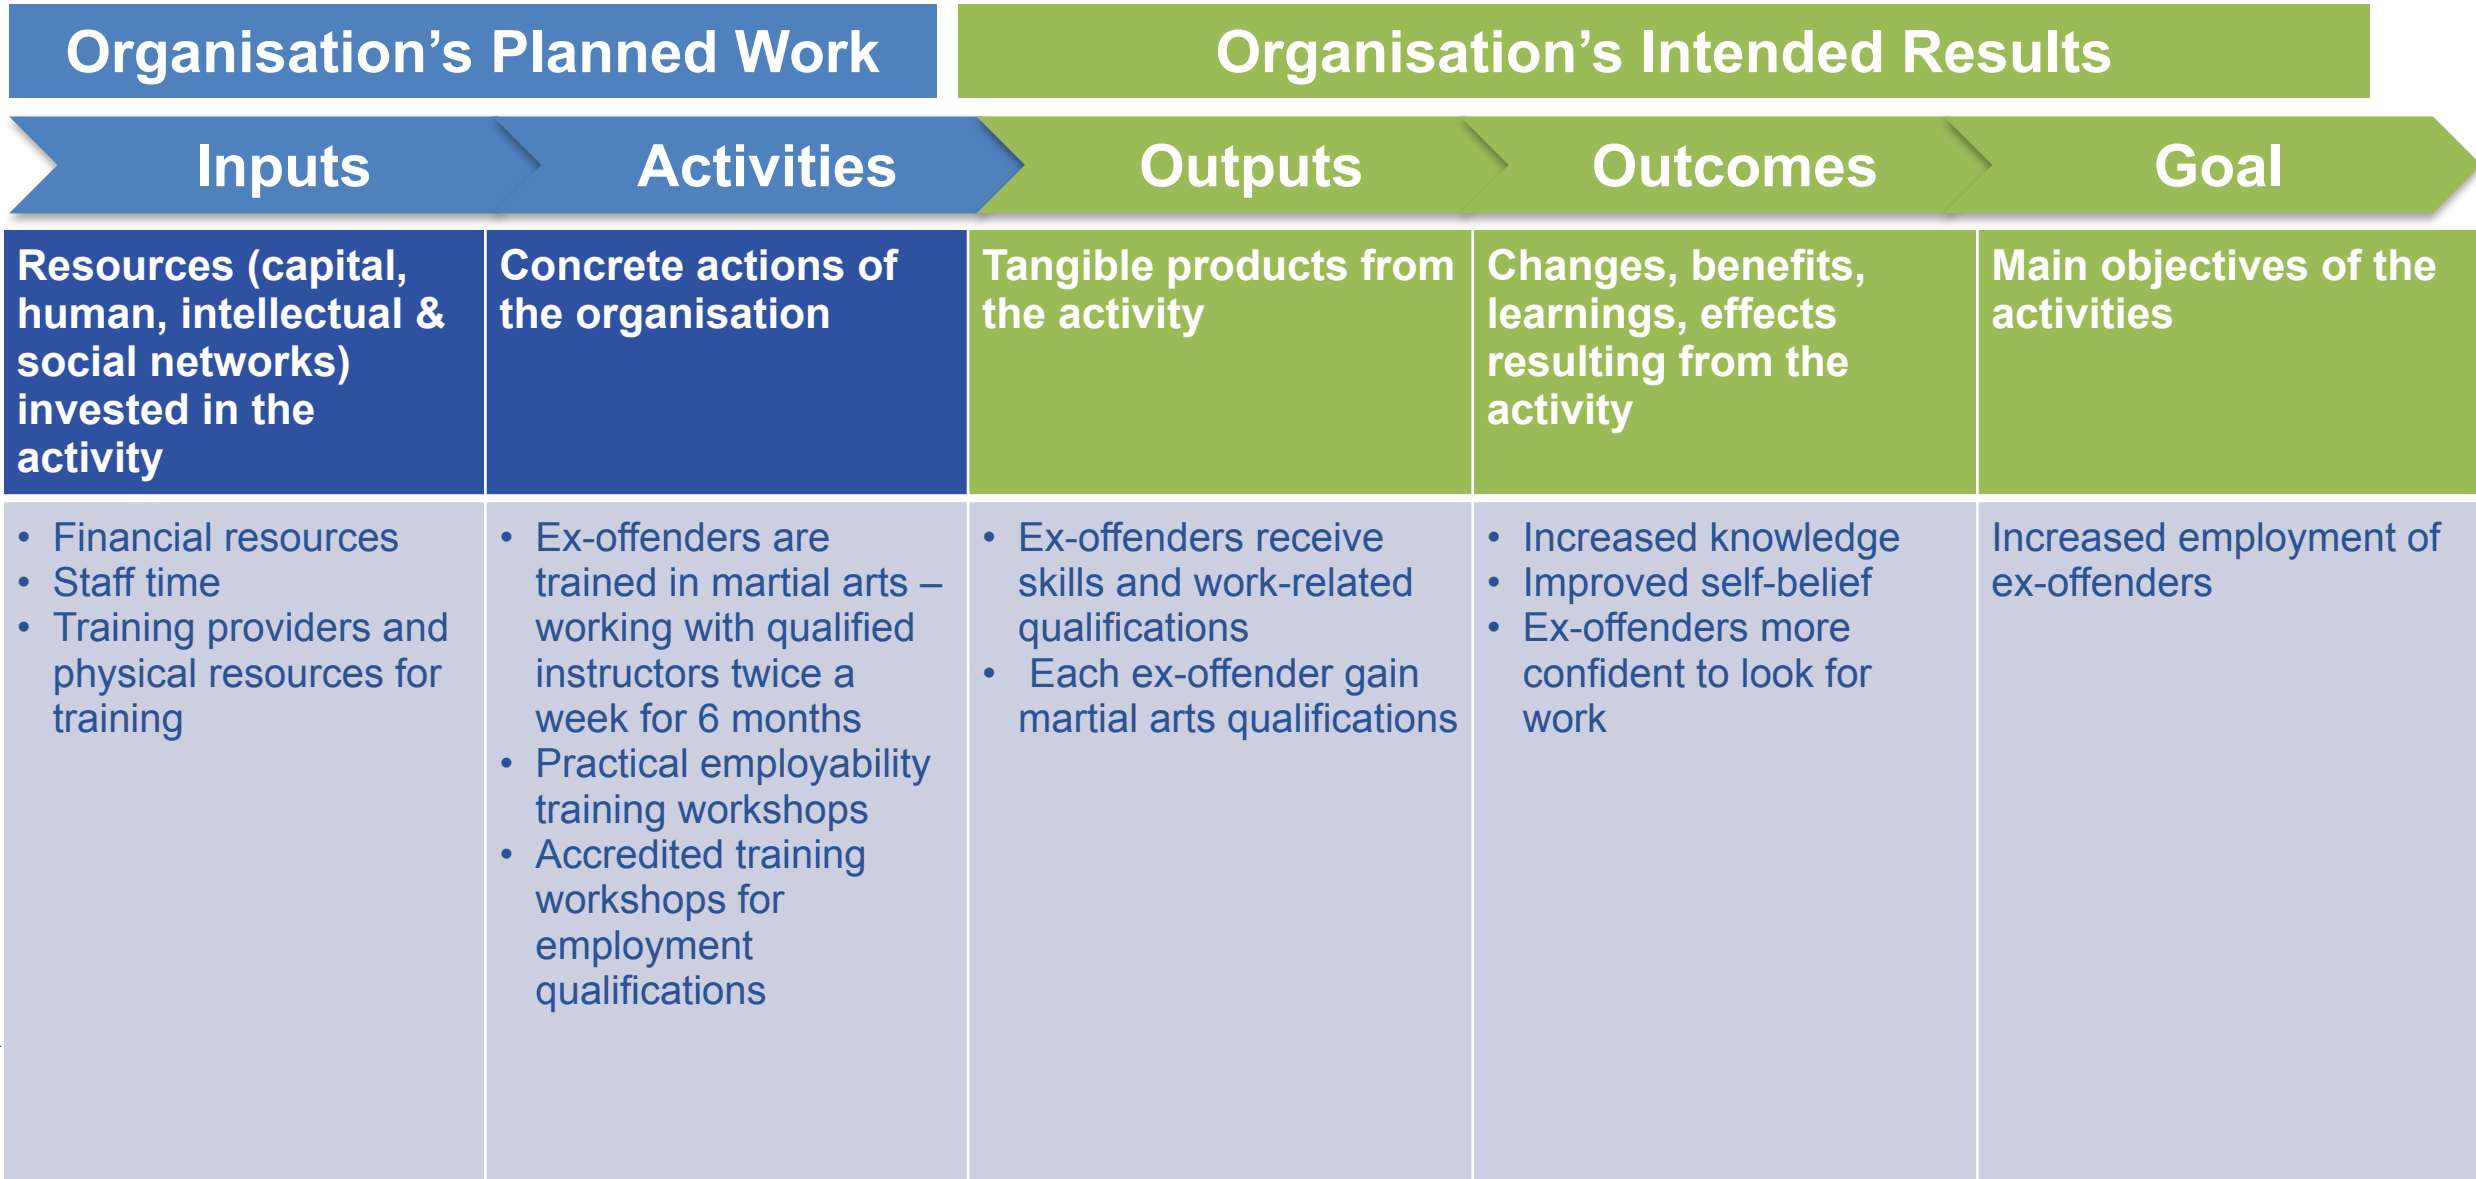 Organisation’s Planned Work
Organisation’s Intended Results
Inputs
Activities
Outputs
Outcomes
Goal
Resources (capital,
human, intellectual &
social networks)
invested in the
activity
Concrete actions of
the organisation
Tangible products from
the activity
Changes, benefits,
learnings, effects
resulting from the
activity
Main objectives of the
activities
• Financial resources
• Staff time
• Training providers and
physical resources for
training
• Ex-offenders are
trained in martial arts –
working with qualified
instructors twice a
week for 6 months
• Practical employability
training workshops
• Accredited training
workshops for
employment
qualifications
• Ex-offenders receive
skills and work-related
qualifications
• Each ex-offender gain
martial arts qualifications
• Increased knowledge
• Improved self-belief
• Ex-offenders more
confident to look for
work
Increased employment of
ex-offenders